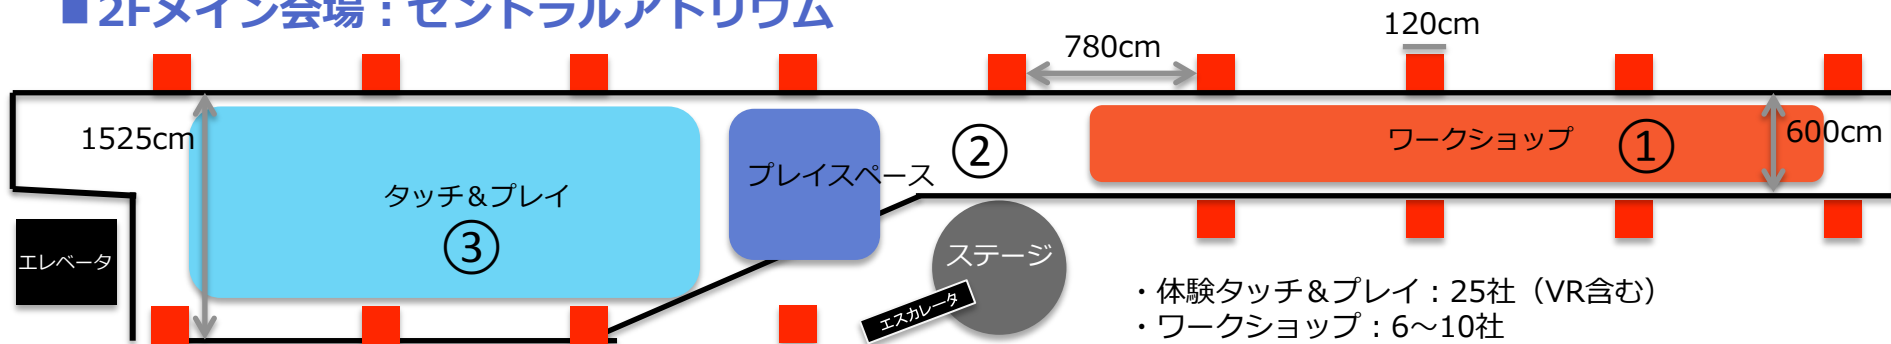 ■2Fメイン会場：セントラルアトリウム
120cm
780cm
1525cm
600cm
ワークショップ ①
②
プレイスペース
タッチ＆プレイ
③
エレベータ
ステージ
エスカレータ
・体験タッチ＆プレイ：25社（VR含む）
・ワークショップ：6〜10社